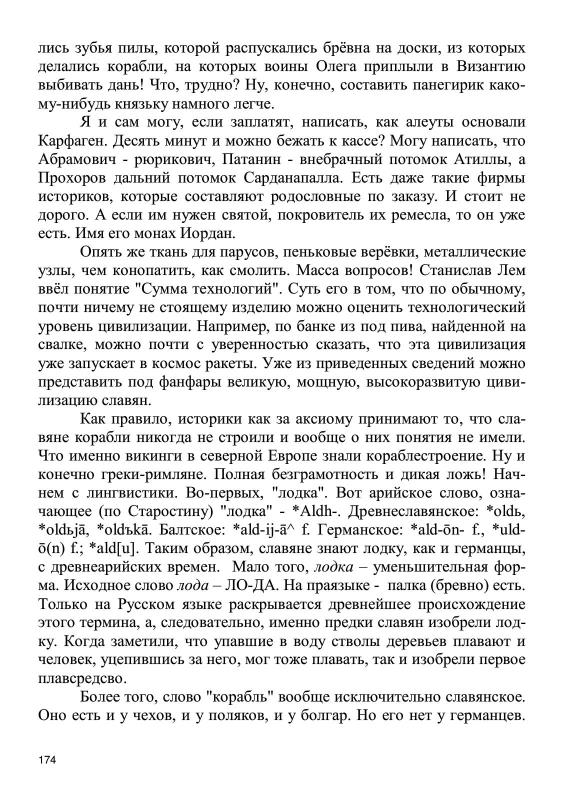 лись зубья пилы, которой распускались брёвна на доски, из которых
делались корабли, на которых воины Олега приплыли в Византию
выбивать дань! Что, трудно? Ну, конечно, составить панегирик како-
му-нибудь князьку намного легче.
Я и сам могу, если заплатят, написать, как алеуты основали
Карфаген. Десять минут и можно бежать к кассе? Могу написать, что
Абрамович - рюрикович, Патанин - внебрачный потомок Атиллы, а
Прохоров дальний потомок Сарданапалла. Есть даже такие фирмы
историков, которые составляют родословные по заказу. И стоит не
дорого. А если им нужен святой, покровитель их ремесла, то он уже
есть. Имя его монах Иордан.
Опять же ткань для парусов, пеньковые верёвки, металлические
узлы, чем конопатить, как смолить. Масса вопросов! Станислав Лем
ввёл понятие "Сумма технологий". Суть его в том, что по обычному,
почти ничему не стоящему изделию можно оценить технологический
уровень цивилизации. Например, по банке из под пива, найденной на
свалке, можно почти с уверенностью сказать, что эта цивилизация
уже запускает в космос ракеты. Уже из приведенных сведений можно
представить под фанфары великую, мощную, высокоразвитую циви-
лизацию славян.
Как правило, историки как за аксиому принимают то, что сла-
вяне корабли никогда не строили и вообще о них понятия не имели.
Что именно викинги в северной Европе знали кораблестроение. Ну и
конечно греки-римляне. Полная безграмотность и дикая ложь! Нач-
нем с лингвистики. Во-первых, "лодка". Вот арийское слово, озна-
чающее (по Старостину) "лодка" - *Aldh-. Древнеславянское: *oldь,
*oldьjā, *oldъkā. Балтское: *ald-ij-ā^ f. Германское: *ald-ōn- f., *uld-
ō(n) f.; *ald[u]. Таким образом, славяне знают лодку, как и германцы,
с древнеарийских времен.  Мало того, лодка – уменьшительная фор-
ма. Исходное слово лода – ЛО-ДА. На праязыке -  палка (бревно) есть.
Только на Русском языке раскрывается древнейшее происхождение
этого термина, а, следовательно, именно предки славян изобрели лод-
ку. Когда заметили, что упавшие в воду стволы деревьев плавают и
человек, уцепившись за него, мог тоже плавать, так и изобрели первое
плавсредсво.
Более того, слово "корабль" вообще исключительно славянское.
Оно есть и у чехов, и у поляков, и у болгар. Но его нет у германцев.
174